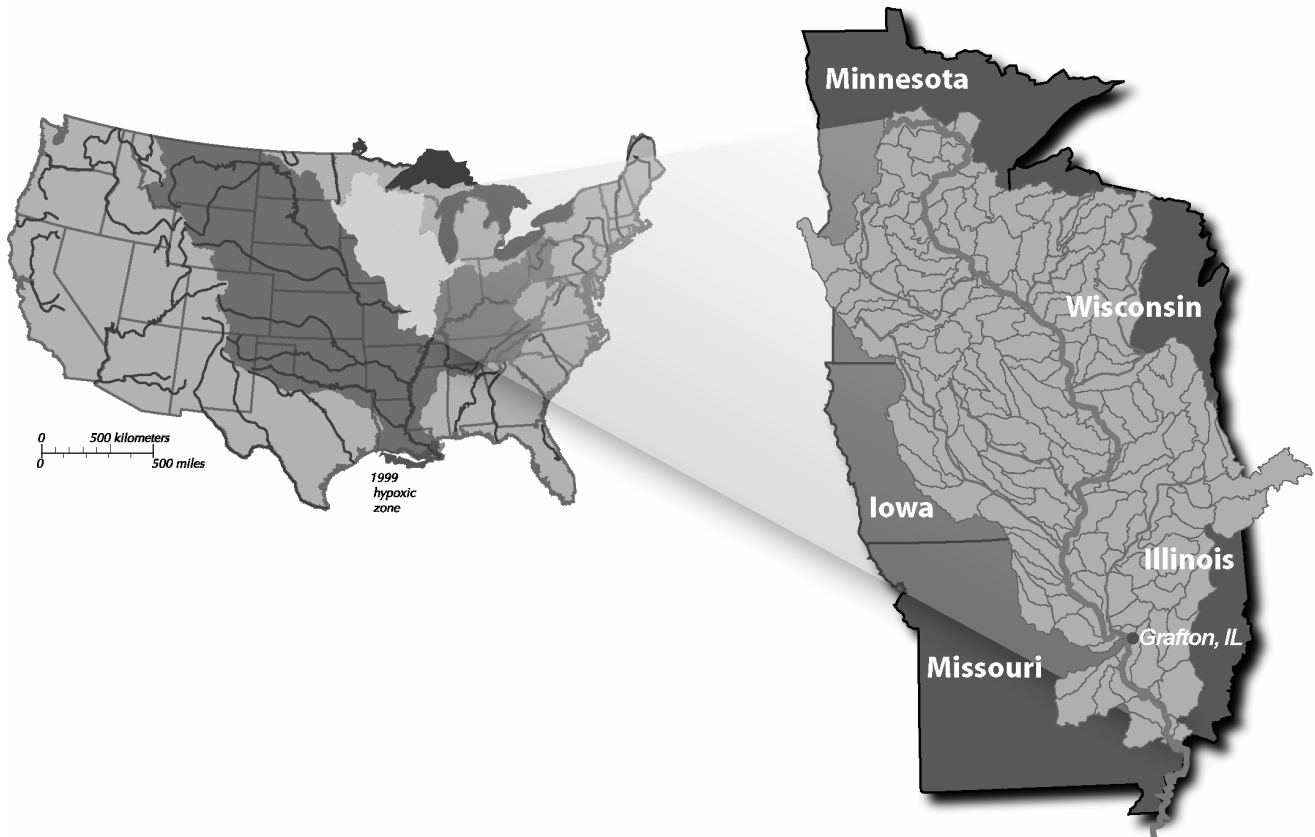 Minnesota
Wisconsin
Iowa
Illinois
Grafton, IL
Missouri
0 500 kilometers
0 500 miles
1999
hypoxic
zone